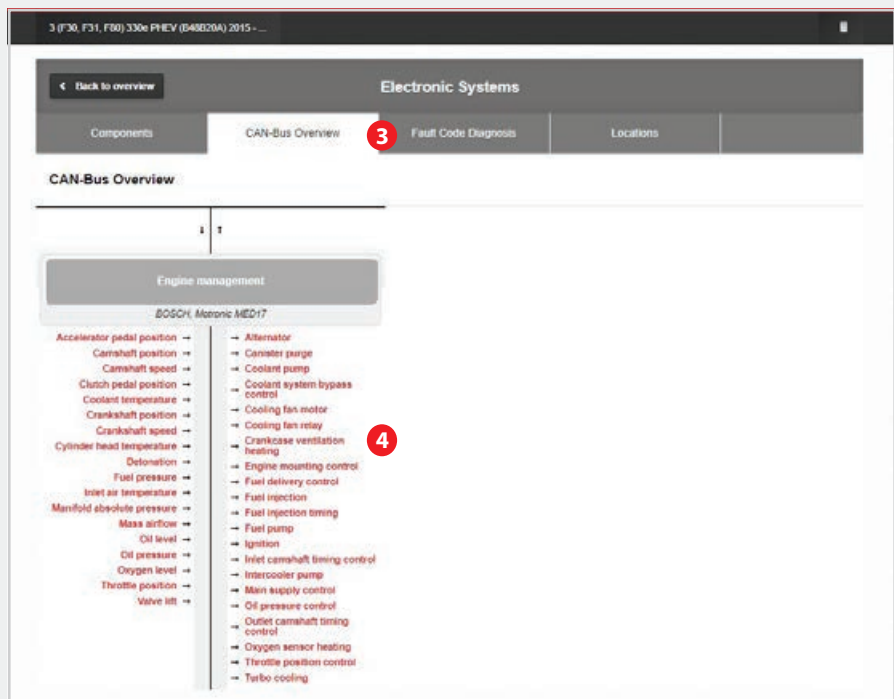 3 (F30, F31, F80) 330e PHEV (B48B20A) 2015 - ...
Back to overview
Electronic Systems
Components
CAN-Bus Overview
3
Fault Code Diagnosis
Locations
CAN-Bus Overview
Engine management
BOSCH, Motronic MED17
Accelerator pedal position →
Camshaft position →
Camshaft speed →
Clutch pedal position →
Coolant temperature →
Crankshaft position →
Crankshaft speed →
Cylinder head temperature →
Detonation →
Fuel pressure →
Inlet air temperature →
Manifold absolute pressure →
Mass airflow →
Oil level →
Oil pressure →
Oxygen level →
Throttle position →
Valve lift →
→ Alternator
→ Canister purge
→ Coolant pump
→ Coolant system bypass
control
→ Cooling fan motor
→ Cooling fan relay
→ Crankcase ventilation
heating
→ Engine mounting control
→ Fuel delivery control
→ Fuel injection
→ Fuel injection timing
→ Fuel pump
→ Ignition
→ Inlet camshaft timing control
→ Intercooler pump
→ Main supply control
→ Oil pressure control
→ Outlet camshaft timing
control
→ Oxygen sensor heating
→ Throttle position control
→ Turbo cooling
4